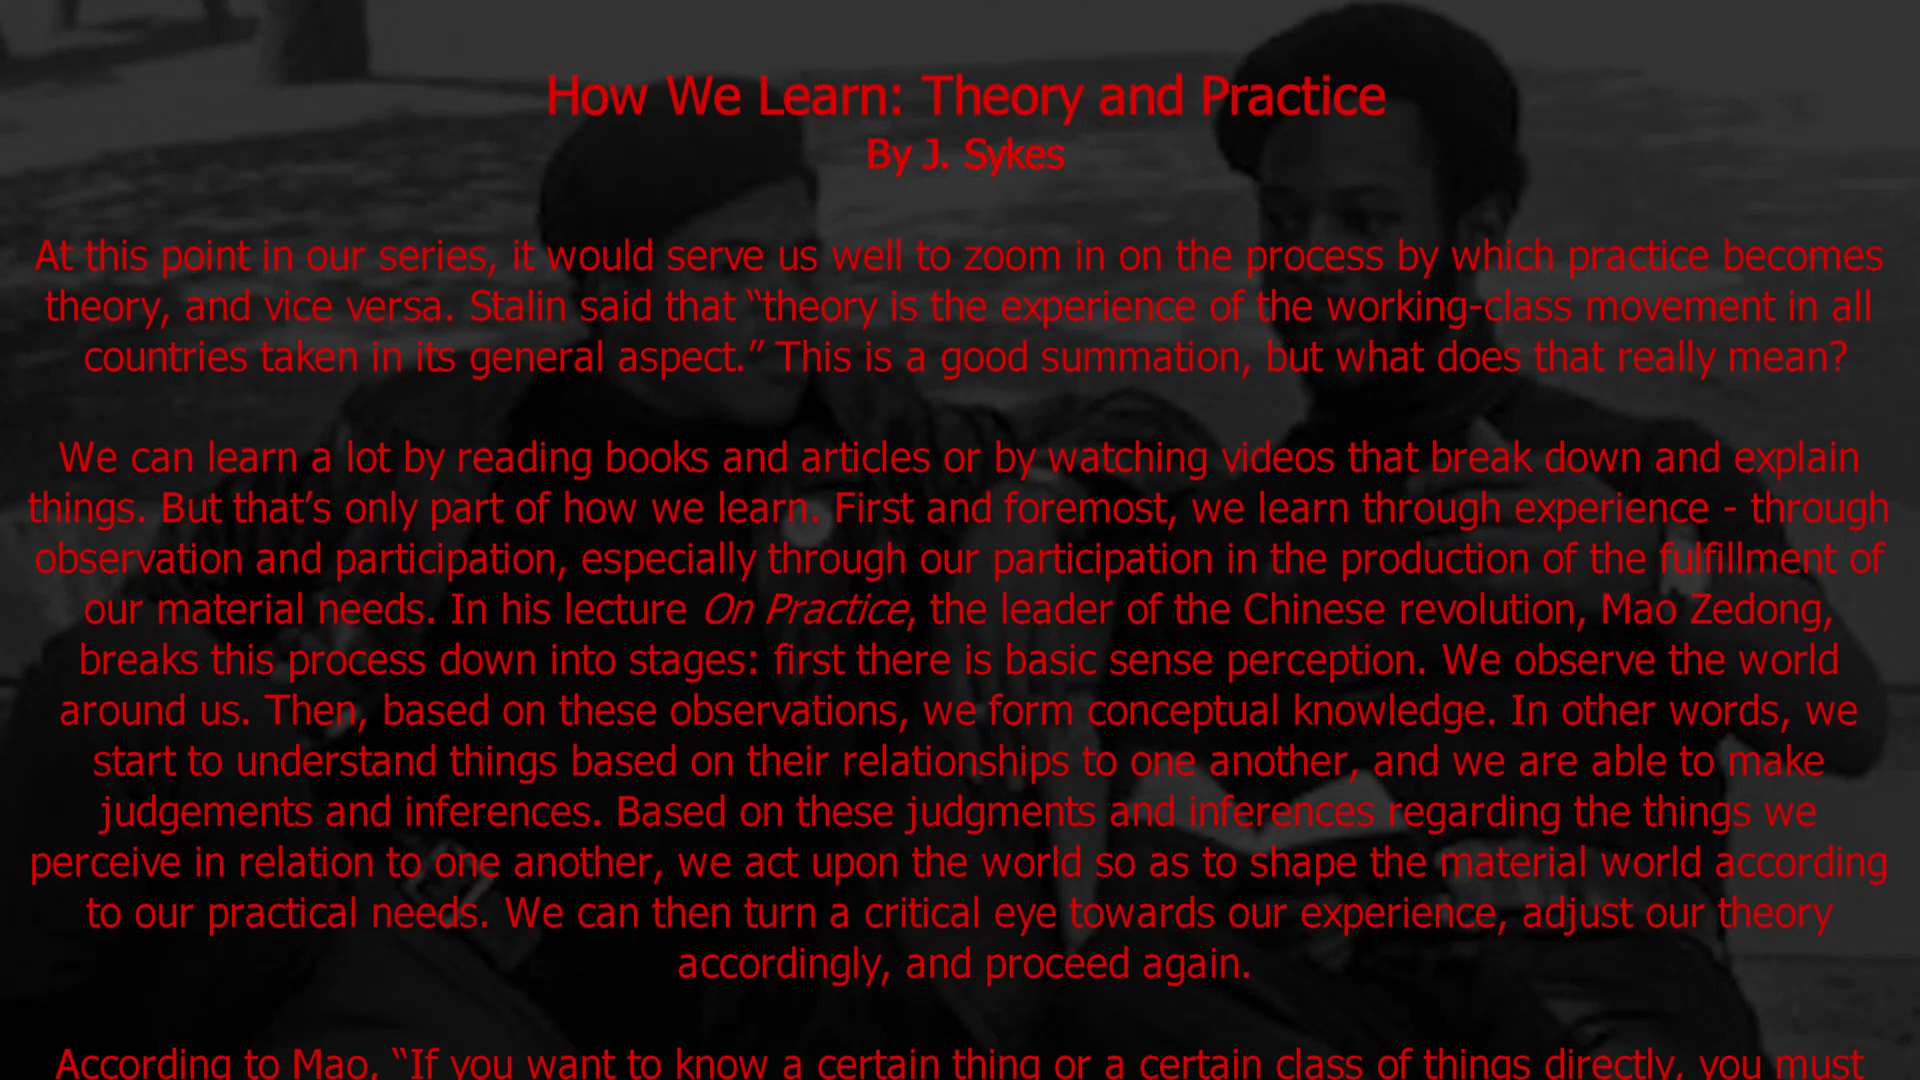 How We Learn: Theory and Practice
By J. Sykes
At this point in our series, it would serve us well to zoom in on the process by which practice becomes
theory, and vice versa. Stalin said that “theory is the experience of the working-class movement in all
countries taken in its general aspect.” This is a good summation, but what does that really mean?
We can learn a lot by reading books and articles or by watching videos that break down and explain
things. But that’s only part of how we learn. First and foremost, we learn through experience - through
observation and participation, especially through our participation in the production of the fulfillment of
our material needs. In his lecture On Practice, the leader of the Chinese revolution, Mao Zedong,
breaks this process down into stages: first there is basic sense perception. We observe the world
around us. Then, based on these observations, we form conceptual knowledge. In other words, we
start to understand things based on their relationships to one another, and we are able to make
judgements and inferences. Based on these judgments and inferences regarding the things we
perceive in relation to one another, we act upon the world so as to shape the material world according
to our practical needs. We can then turn a critical eye towards our experience, adjust our theory
accordingly, and proceed again.
According to Mao, “If you want to know a certain thing or a certain class of things directly, you must